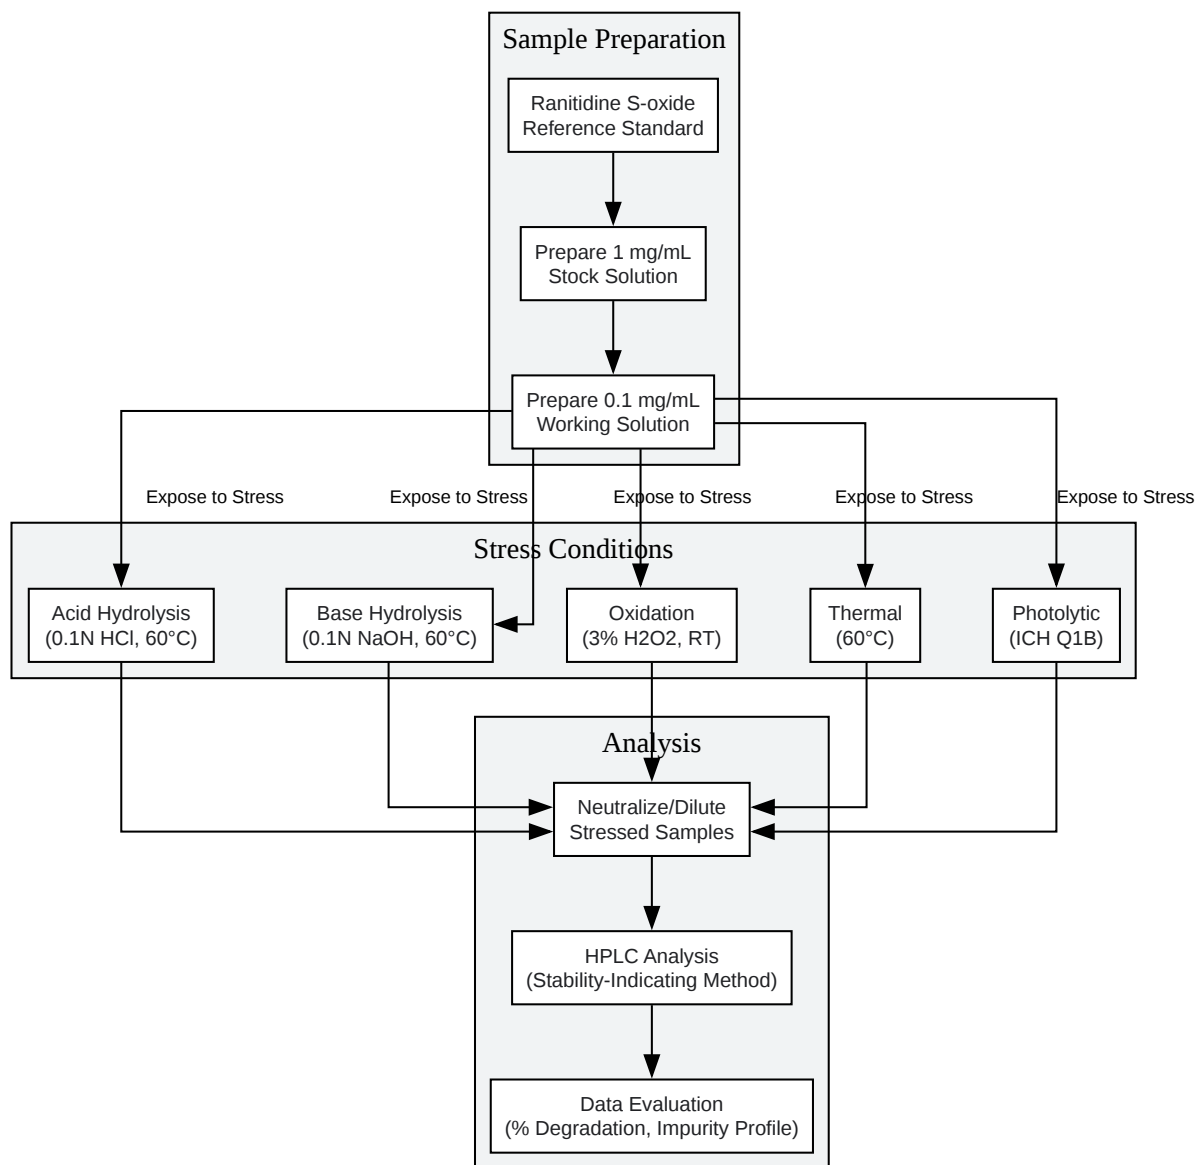 Sample Preparation
Ranitidine S-oxide
Reference Standard
Prepare 1 mg/mL
Stock Solution
Prepare 0.1 mg/mL
Working Solution
Expose to Stress
Expose to Stress
Expose to Stress
Expose to Stress
Expose to Stress
Stress Conditions
Acid Hydrolysis
(0.1N HCl, 60°C)
Base Hydrolysis
(0.1N NaOH, 60°C)
Oxidation
(3% H2O2, RT)
Thermal
(60°C)
Photolytic
(ICH Q1B)
Analysis
Neutralize/Dilute
Stressed Samples
HPLC Analysis
(Stability-Indicating Method)
Data Evaluation
(% Degradation, Impurity Profile)